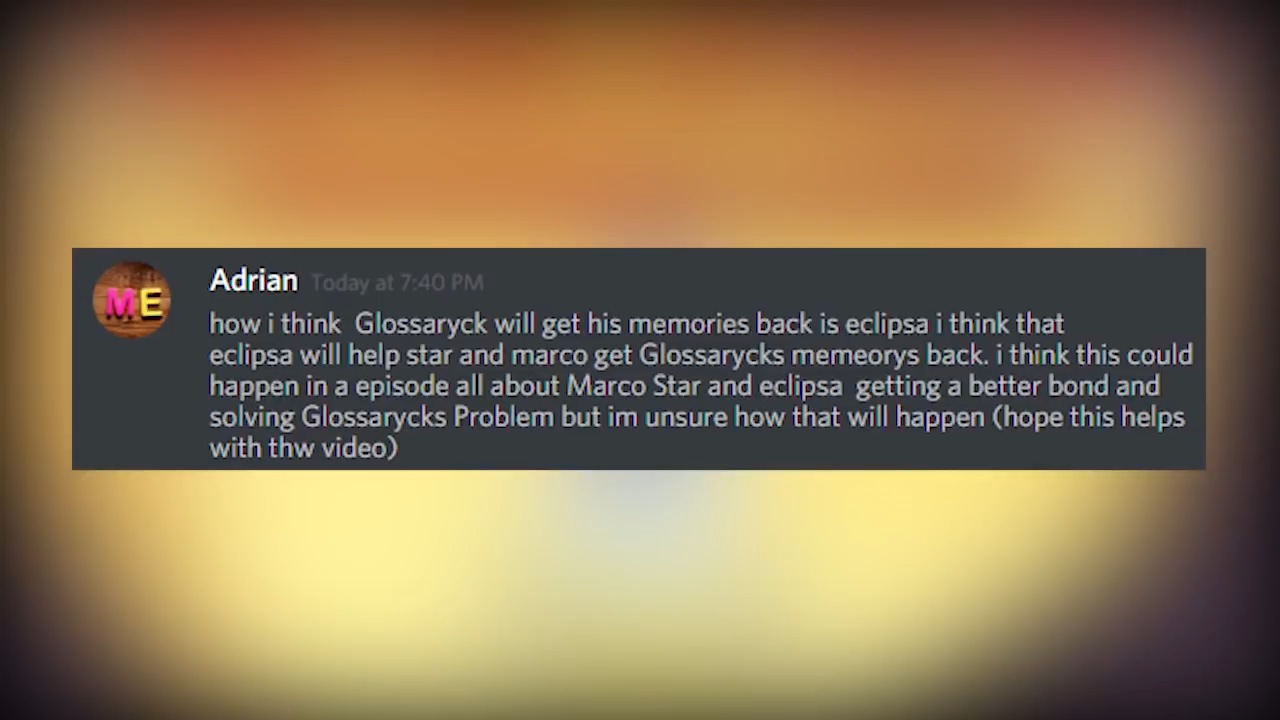 ME
Adrian Today at 7:40 PM
how i think  Glossaryck will get his memories back is eclipsa i think that
eclipsa will help star and marco get Glossarycks memeorys back. i think this could
happen in a episode all about Marco Star and eclipsa  getting a better bond and
solving Glossarycks Problem but im unsure how that will happen (hope this helps
with thw video)